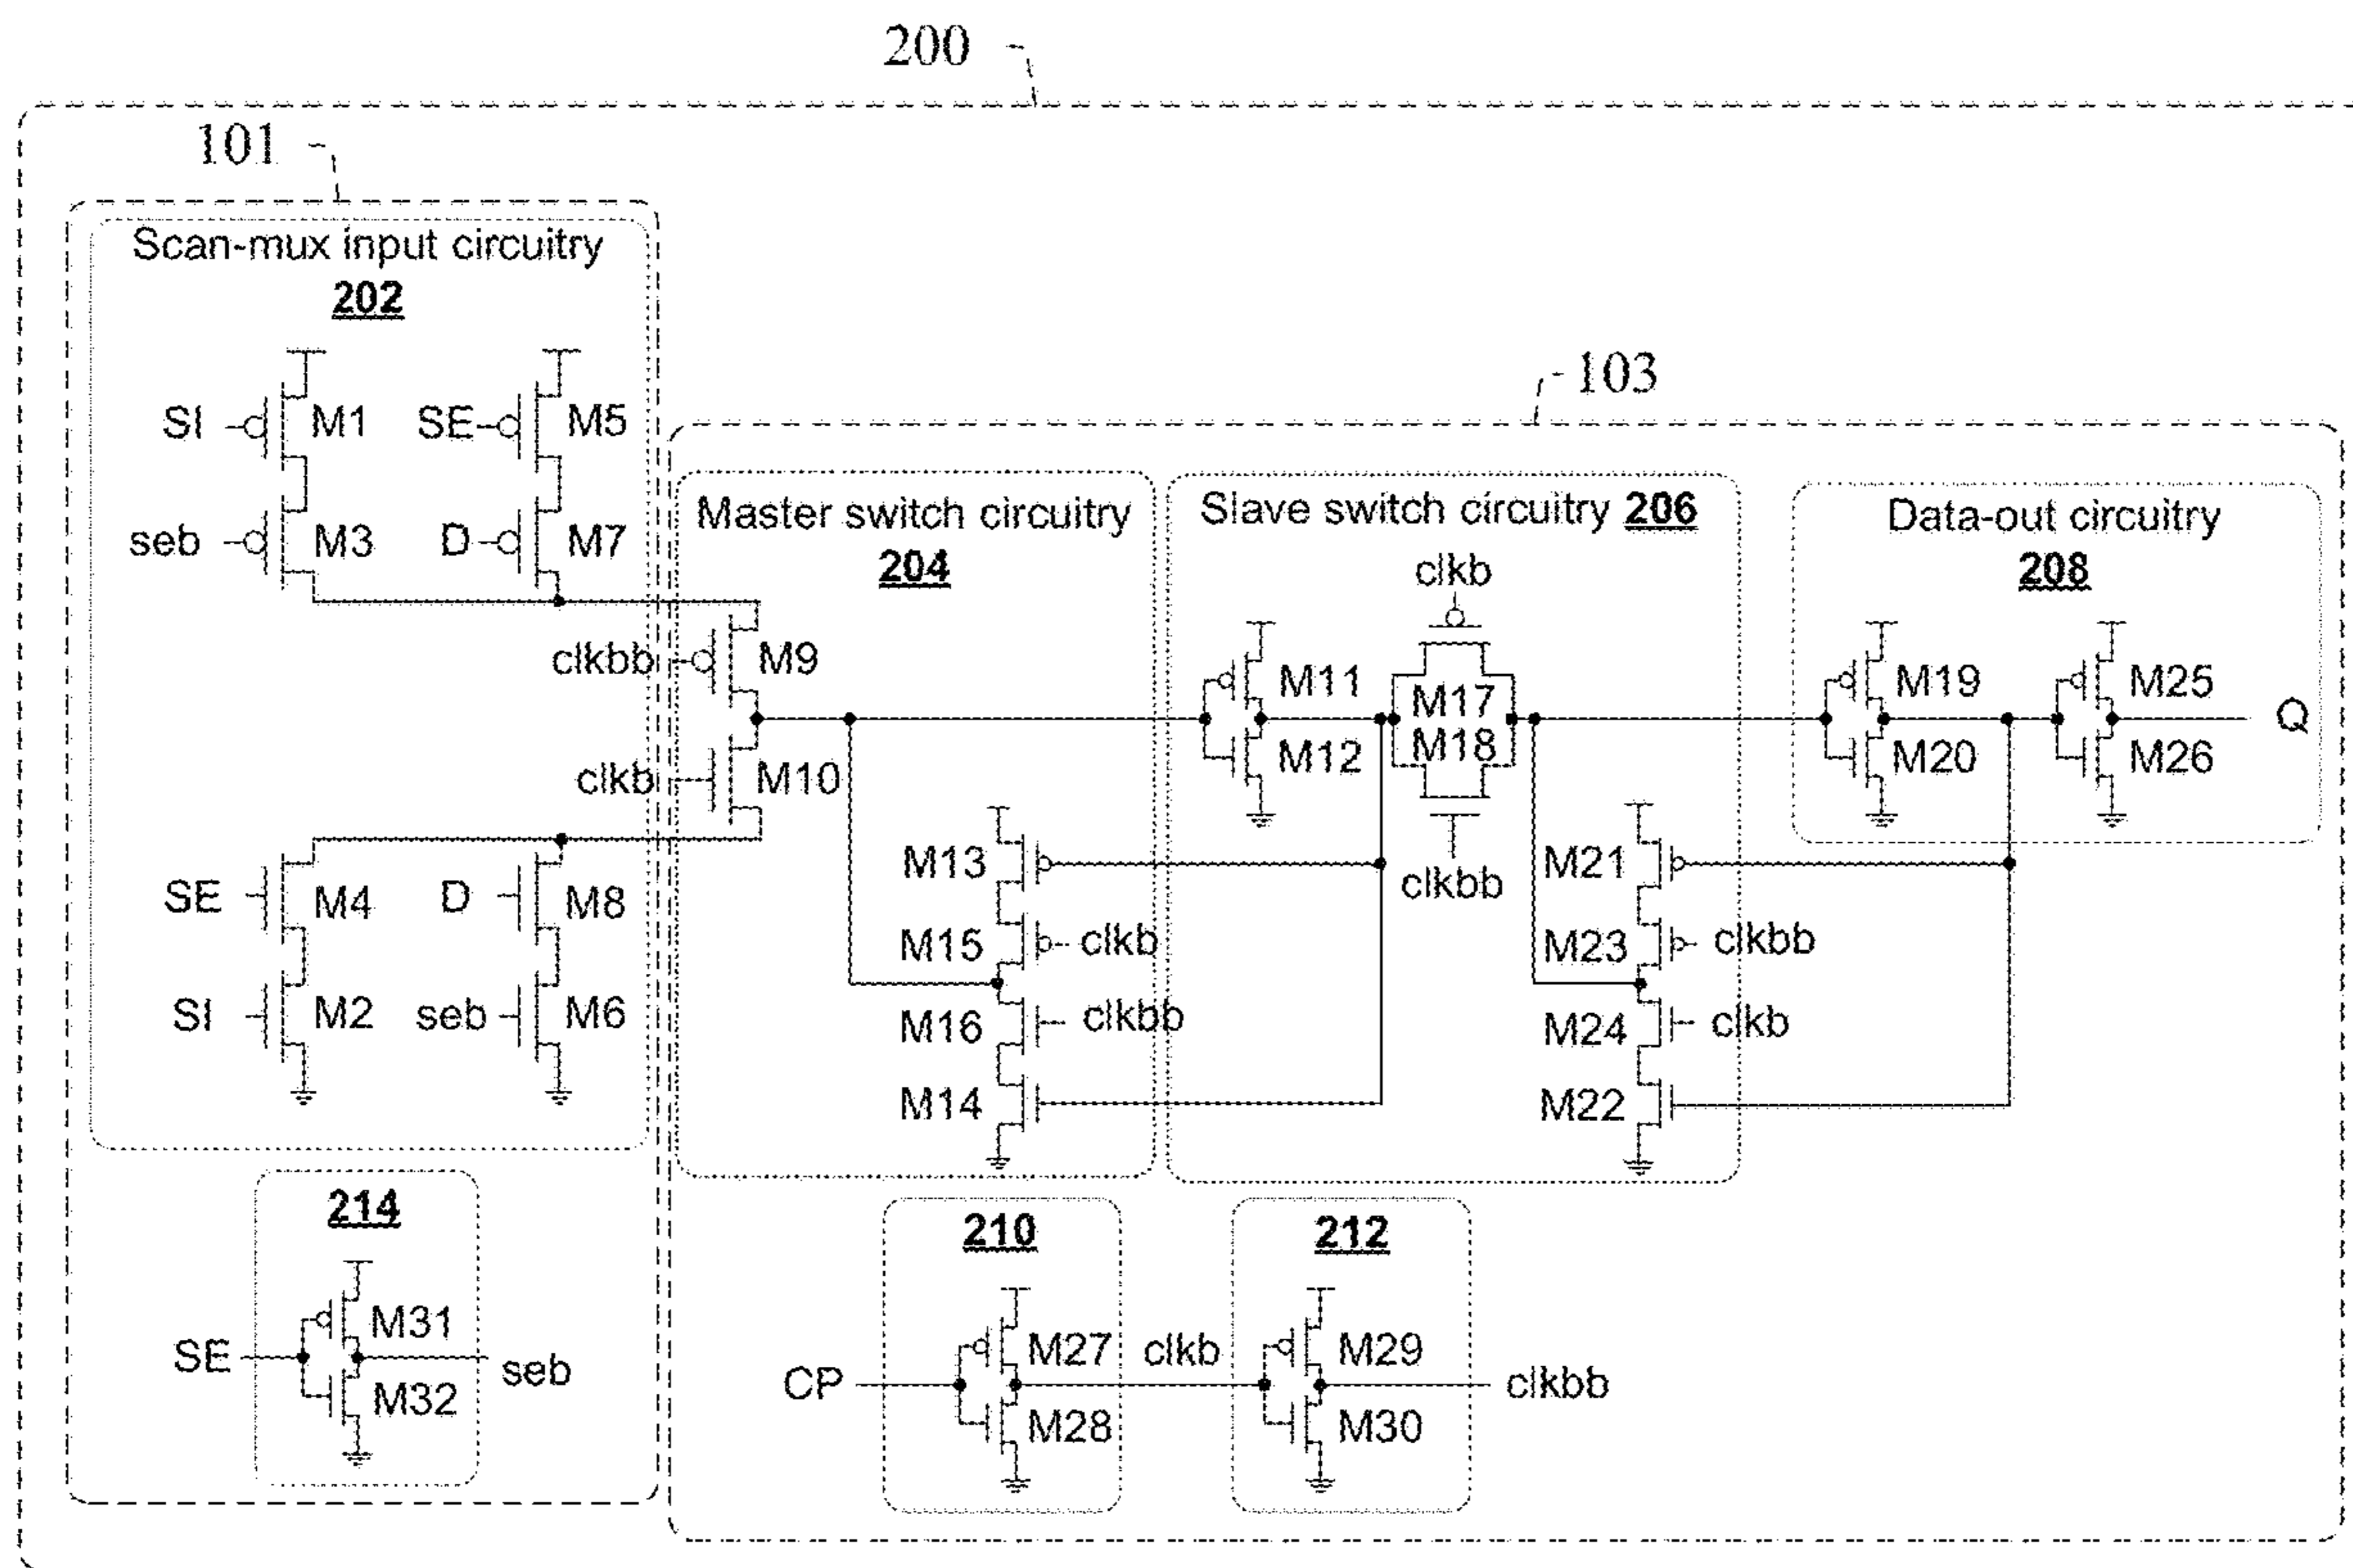 200
101
Scan-mux input circuitry
202
SI
M1
SE
M5
seb
M3
D
M7
SE
M4
D
M8
SI
M2
seb
M6
214
SE
M31
M32
seb
103
Master switch circuitry
204
clkbb
M9
clkb
M10
M13
M15
clkb
M16
clkbb
M14
Slave switch circuitry 206
clkb
M11
M12
M17
M18
clkbb
M21
M23
clkbb
M24
clkb
M22
Data-out circuitry
208
M19
M20
M25
M26
Q
210
CP
M27
M28
clkb
212
M29
M30
clkbb